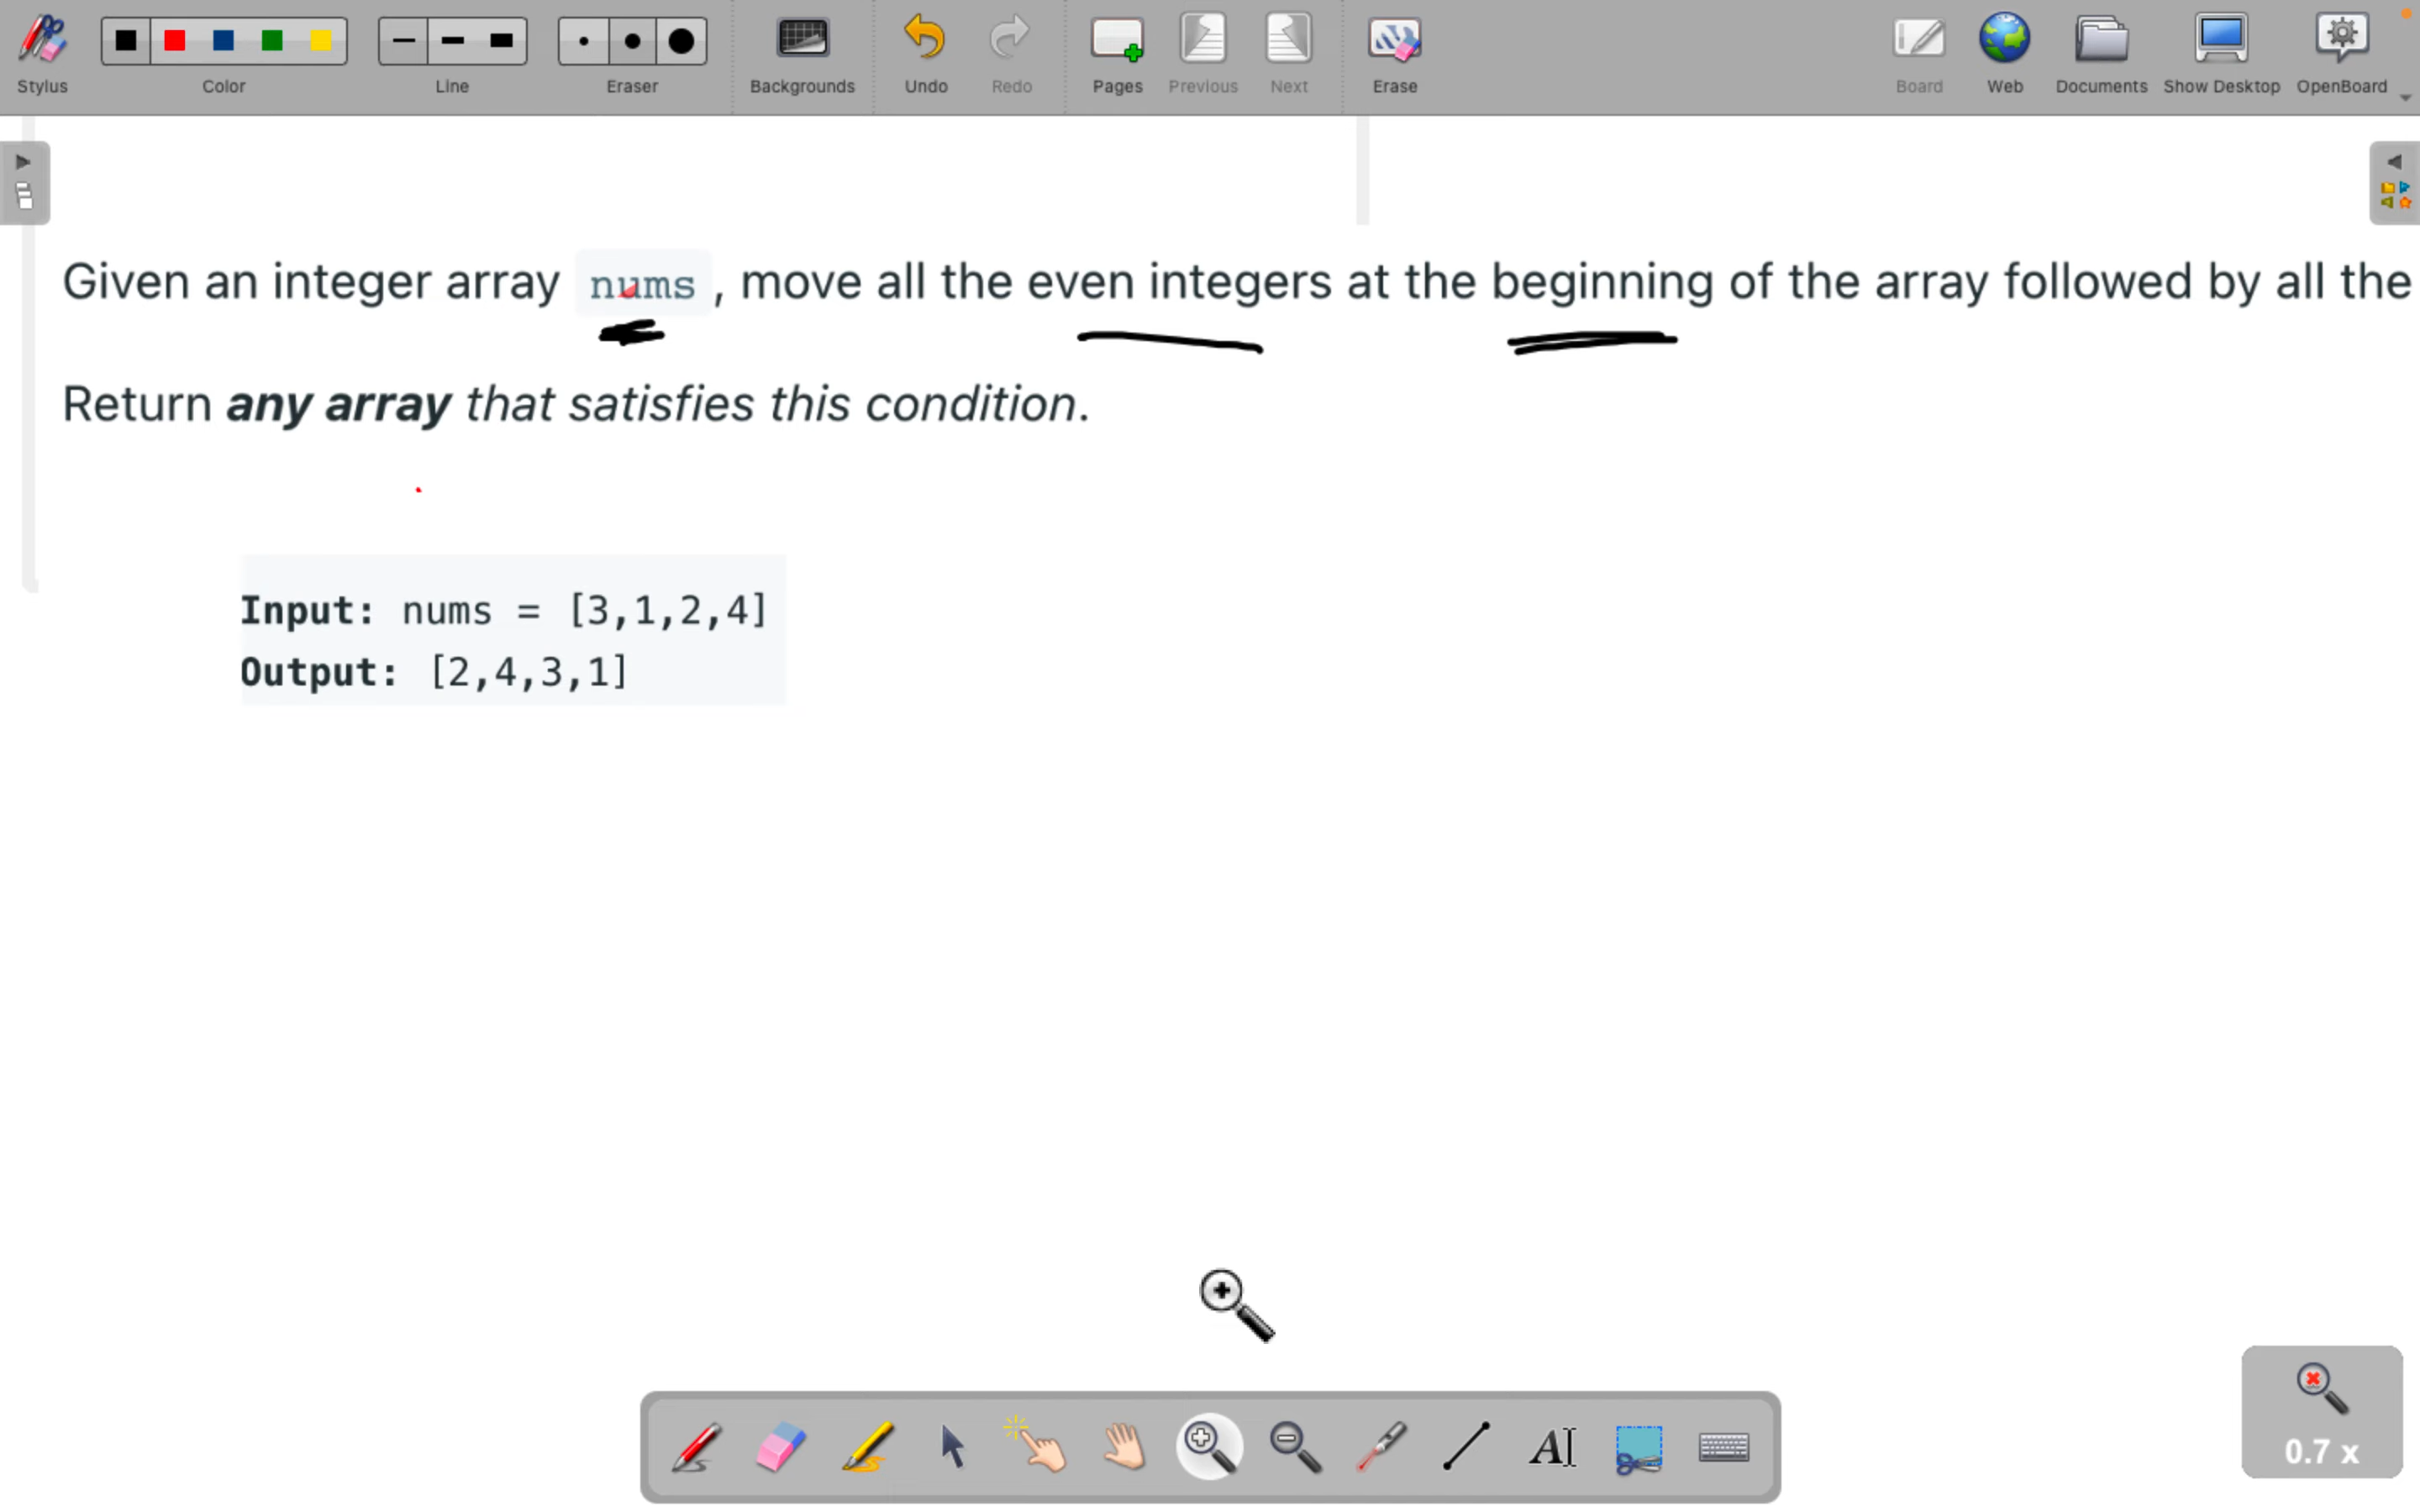 Stylus Color Line Eraser Backgrounds Undo Redo Pages Previous Next Erase Board Web Documents Show Desktop OpenBoard
Given an integer array nums , move all the even integers at the beginning of the array followed by all the
Return any array that satisfies this condition.
Input: nums = [3,1,2,4]
Output: [2,4,3,1]
0.7 x